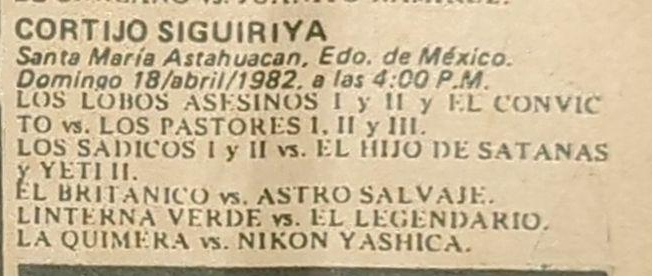 CORTIJO SIGUIRIYA
Santa María Astahuacan, Edo. de México.
Domingo 18/abril/1982, a las 4:00 P.M.
LOS LOBOS ASESINOS I y II y EL CONVIC
TO vs. LOS PASTORES I, II y III.
LOS SADICOS I y II vs. EL HIJO DE SATANAS
y YETI II.
EL BRITANICO vs. ASTRO SALVAJE.
LINTERNA VERDE vs. EL LEGENDARIO.
LA QUIMERA vs. NIKON YASHICA.